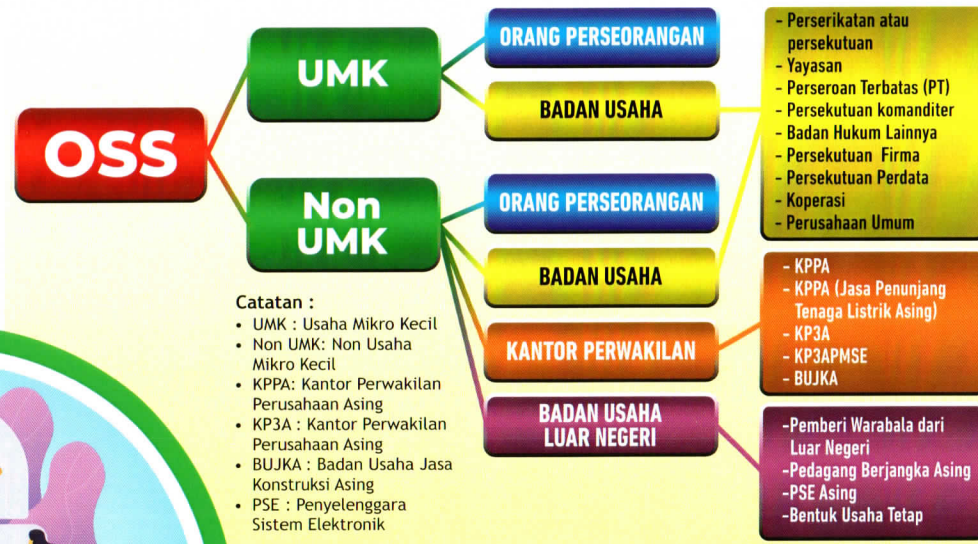 OSS
UMK
ORANG PERSEORANGAN
BADAN USAHA
Non
UMK
ORANG PERSEORANGAN
BADAN USAHA
KANTOR PERWAKILAN
BADAN USAHA
LUAR NEGERI
- Perserikatan atau
persekutuan
- Yayasan
- Perseroan Terbatas (PT)
- Persekutuan komanditer
- Badan Hukum Lainnya
- Persekutuan Firma
- Persekutuan Perdata
- Koperasi
- Perusahaan Umum
- KPPA
- KPPA (Jasa Penunjang
Tenaga Listrik Asing)
- KP3A
- KP3APMSE
- BUJKA
-Pemberi Warabala dari
Luar Negeri
-Pedagang Berjangka Asing
-PSE Asing
-Bentuk Usaha Tetap
Catatan :
• UMK : Usaha Mikro Kecil
• Non UMK: Non Usaha
Mikro Kecil
• KPPA: Kantor Perwakilan
Perusahaan Asing
• KP3A : Kantor Perwakilan
Perusahaan Asing
• BUJKA : Badan Usaha Jasa
Konstruksi Asing
• PSE : Penyelenggara
Sistem Elektronik